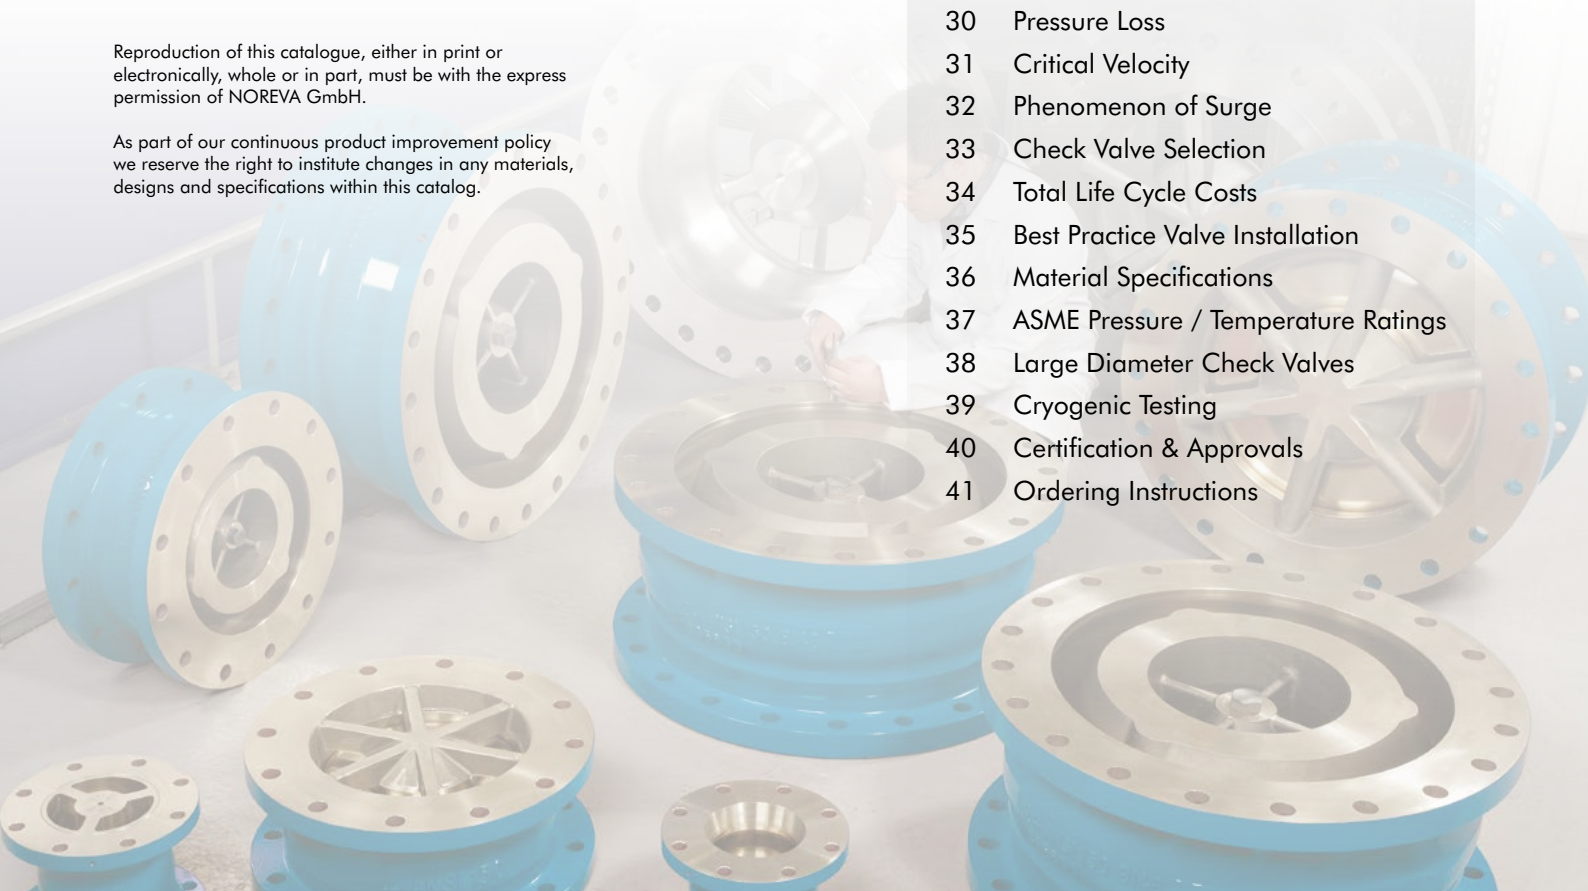 Reproduction of this catalogue, either in print or
electronically, whole or in part, must be with the express
permission of NOREVA GmbH.
As part of our continuous product improvement policy
we reserve the right to institute changes in any materials,
designs and specifications within this catalog.
30 Pressure Loss
31 Critical Velocity
32 Phenomenon of Surge
33 Check Valve Selection
34 Total Life Cycle Costs
35 Best Practice Valve Installation
36 Material Specifications
37 ASME Pressure / Temperature Ratings
38 Large Diameter Check Valves
39 Cryogenic Testing
40 Certification & Approvals
41 Ordering Instructions